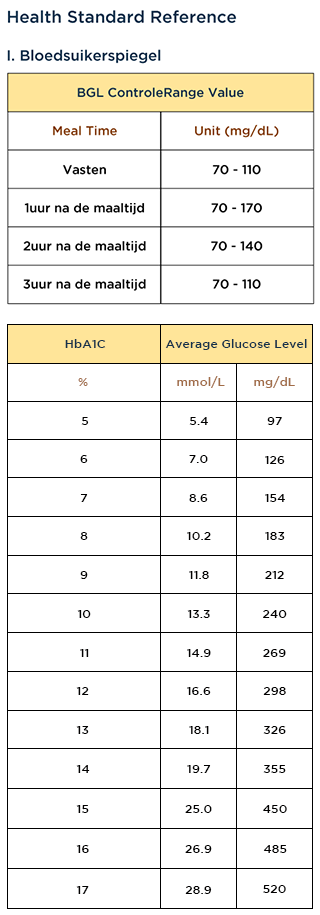 Health Standard Reference
I. Bloedsuikerspiegel
BGL ControleRange Value
Meal Time Unit (mg/dL)
Vasten 70 - 110
1uur na de maaltijd 70 - 170
2uur na de maaltijd 70 - 140
3uur na de maaltijd 70 - 110
HbA1C Average Glucose Level
% mmol/L mg/dL
5 5.4 97
6 7.0 126
7 8.6 154
8 10.2 183
9 11.8 212
10 13.3 240
11 14.9 269
12 16.6 298
13 18.1 326
14 19.7 355
15 25.0 450
16 26.9 485
17 28.9 520